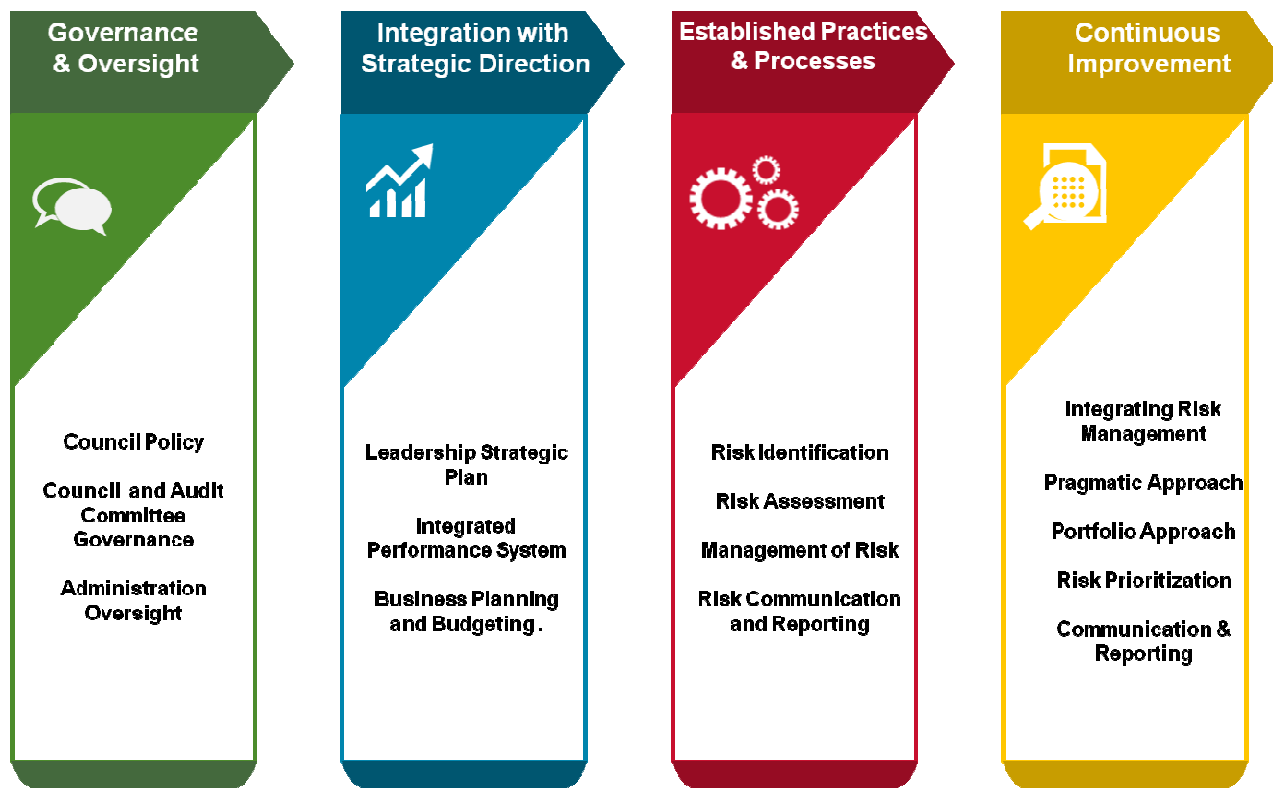 Governance
& Oversight
Council Policy
Council and Audit
Committee
Governance
Administration
Oversight
Integration with
Strategic Direction
Leadership Strategic
Plan
Integrated
Performance System
Business Planning
and Budgeting.
Established Practices
& Processes
Risk Identification
Risk Assessment
Management of Risk
Risk Communication
and Reporting
Continuous
Improvement
Integrating Risk
Management
Pragmatic Approach
Portfolio Approach
Risk Prioritization
Communication &
Reporting